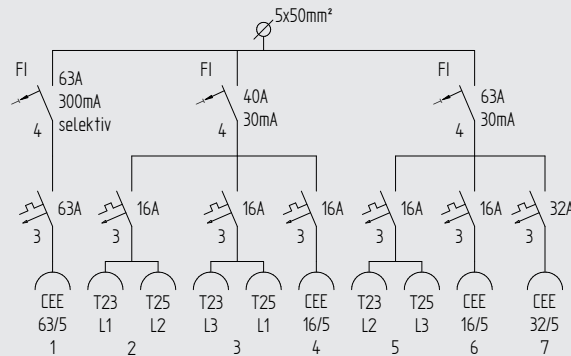 5x50mm²
FI 63A FI 40A FI 63A
300mA 30mA 30mA
4 selektiv 4 4
63A 16A 16A 16A 16A 16A 32A
3 3 3 3 3 3 3
CEE T23 T25 T23 T25 CEE T23 T25 CEE CEE
63/5 L1 L2 L3 L1 16/5 L2 L3 16/5 32/5
1 2 3 4 5 6 7